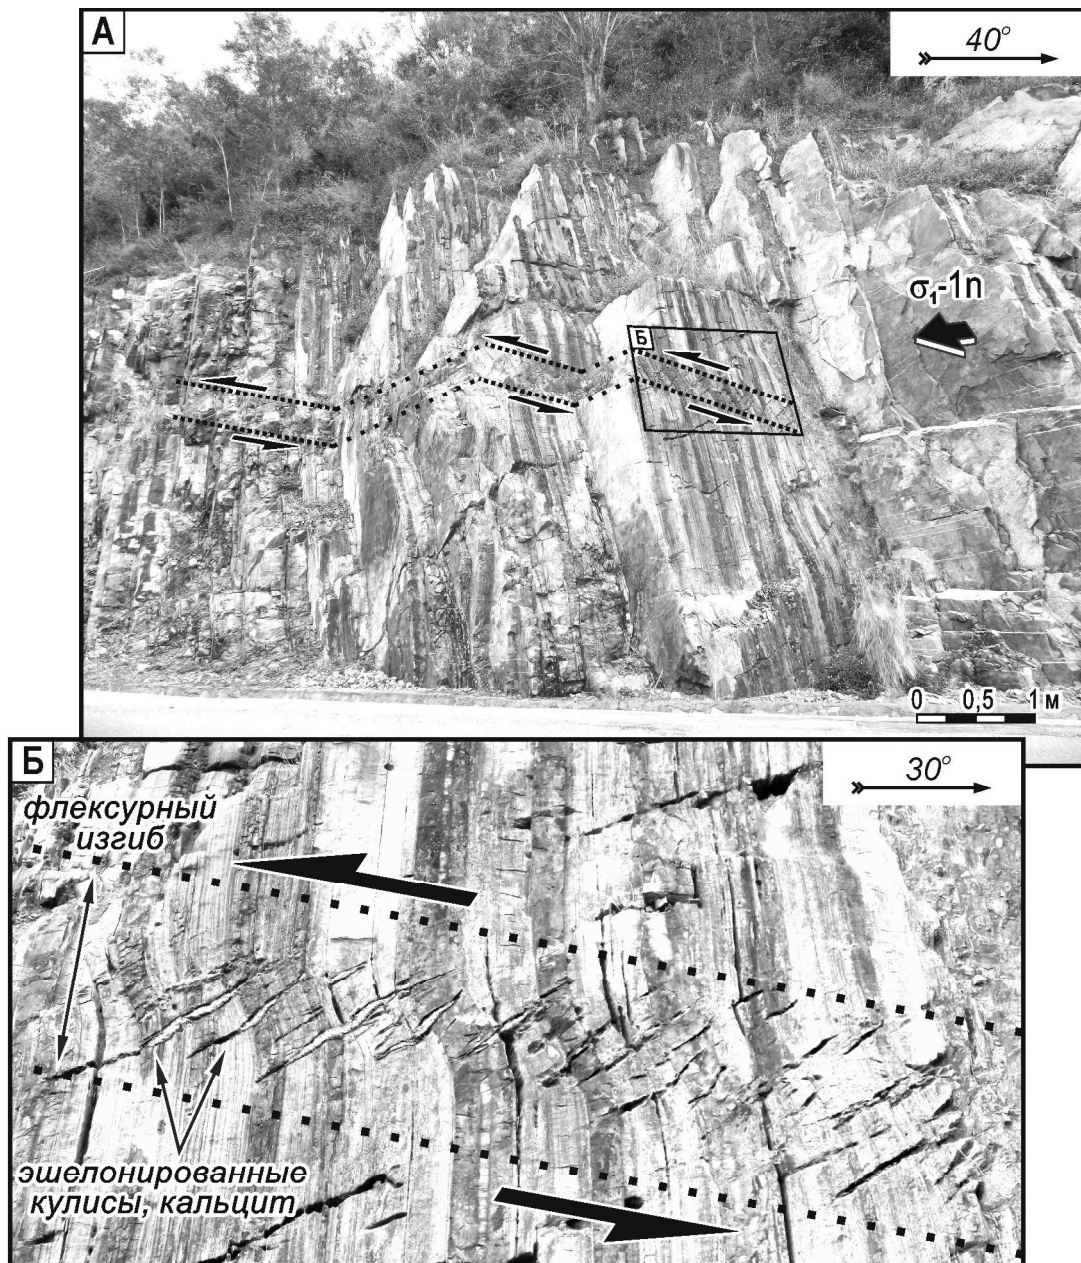 А
40°
σ₁-1n
Б
0 0,5 1 м
Б
30°
флексурный
изгиб
эшелонированные
кулисы, кальцит